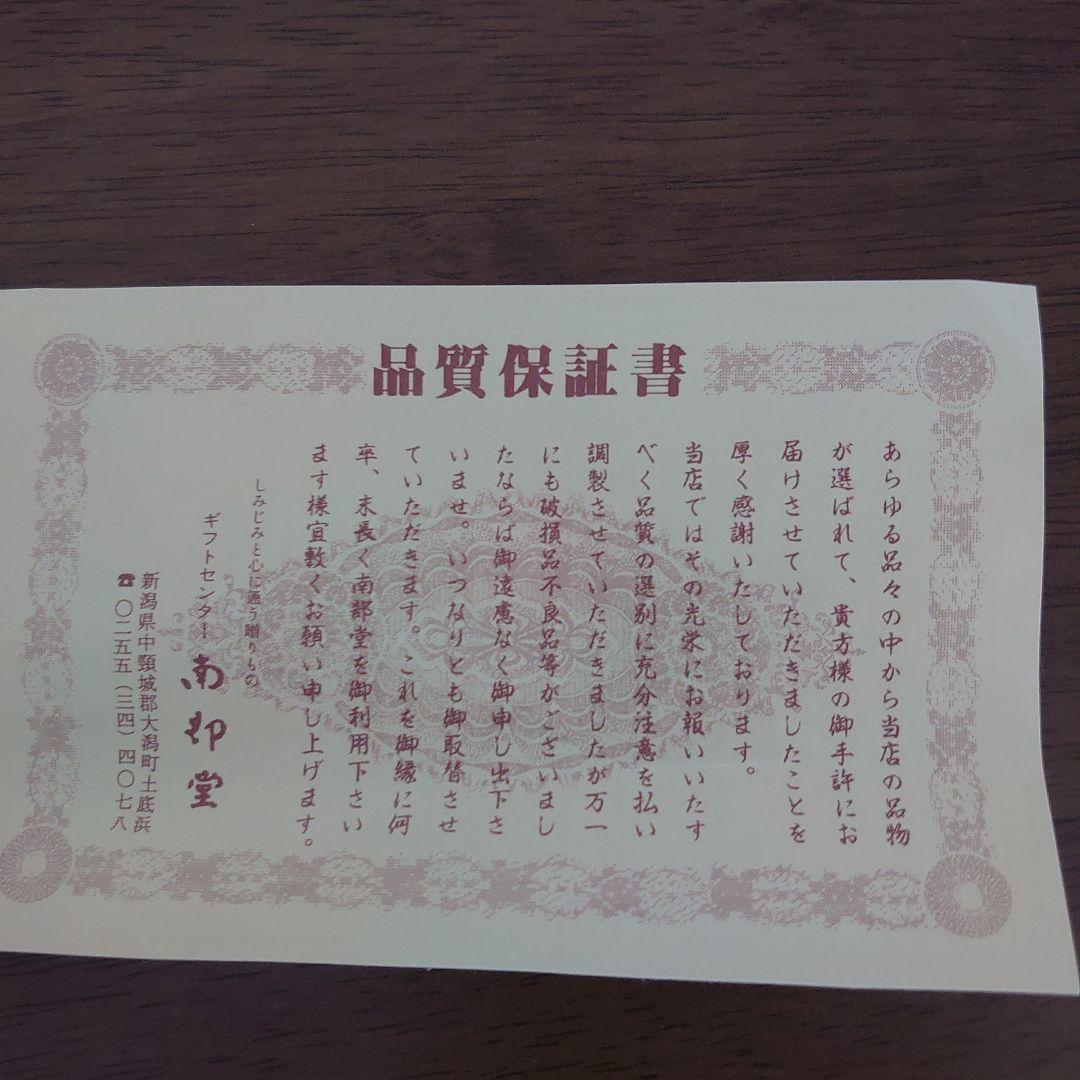 品質保証書
あらゆる品々の中から当店の品物
が選ばれて、貴方様の御手許にお
届けさせていただきましたことを
厚く感謝いたしております。
当店ではその光栄にお報いいたす
べく品質の選別に充分注意を払い
調製させていただきましたが万一
にも破損品不良品等がございまし
たならば御遠慮なく御申し出下さ
いませ。いつなりとも御取替させ
ていただきます。これを御縁に何
卒、末長く南部堂を御利用下さい
ます様宜敷くお願い申し上げます。
しみじみと心に通う贈りもの
ギフトセンター 南部堂
新潟県中頸城郡大潟町土底浜
☎〇二五五(三四)四〇七八